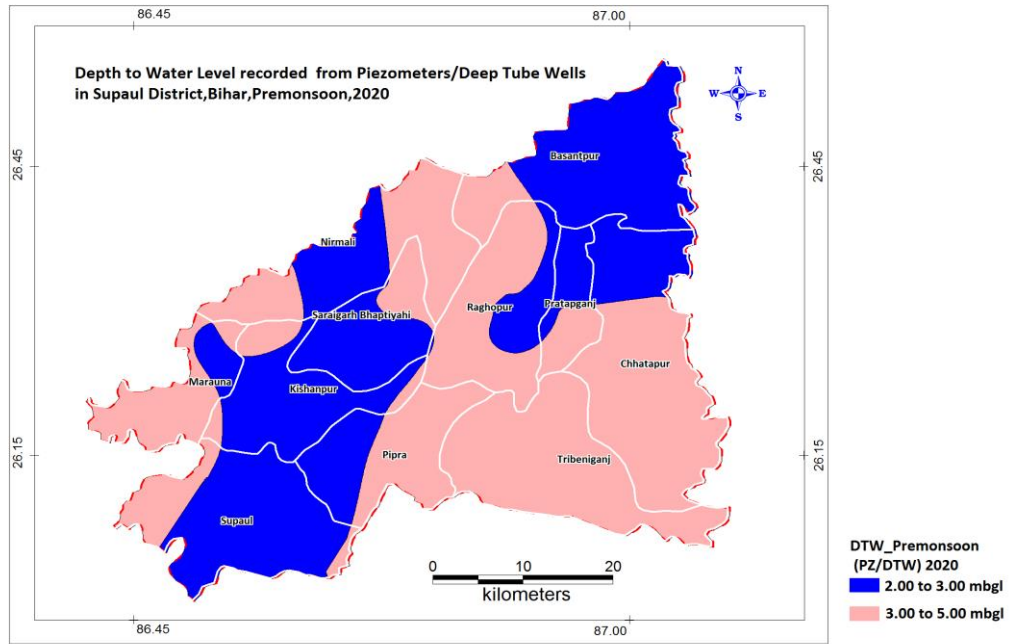 86.45
87.00
Depth to Water Level recorded from Piezometers/Deep Tube Wells
in Supaul District,Bihar,Premonsoon,2020
N
W E
S
26.45
26.45
Basantpur
Nirmali
Saraigarh Bhaptiyahi
Raghopur
Pratapganj
Chhatapur
Marauna
Kishanpur
26.15
26.15
Pipra
Tribeniganj
Supaul
0 10 20
kilometers
DTW_Premonsoon
(PZ/DTW) 2020
2.00 to 3.00 mbgl
3.00 to 5.00 mbgl
86.45
87.00